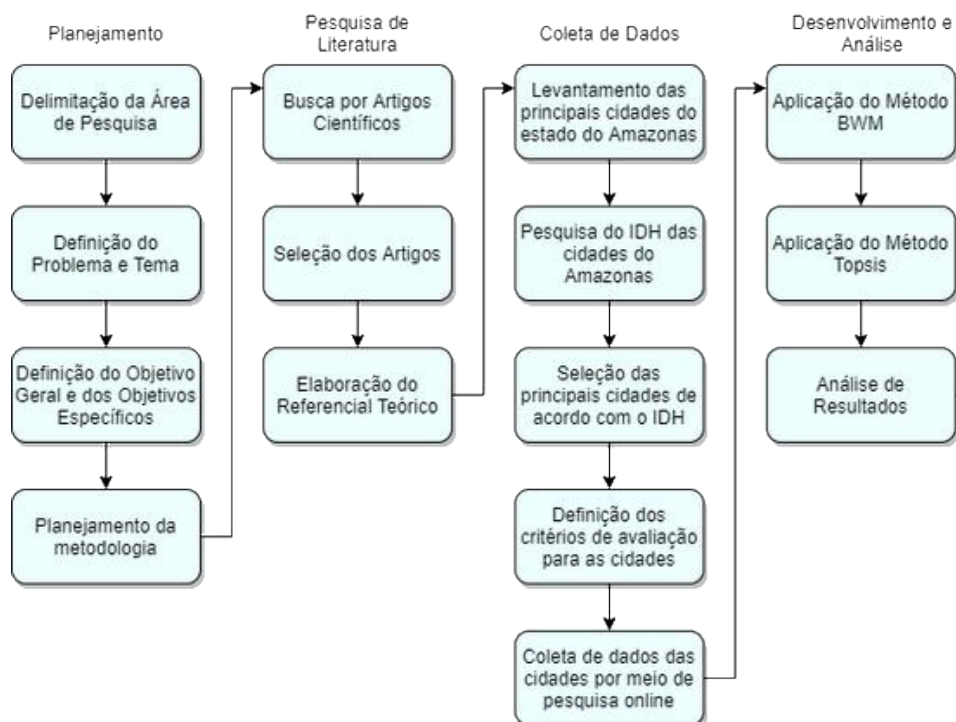 Planejamento
Delimitação da Área
de Pesquisa
Definição do
Problema e Tema
Definição do Objetivo
Geral e dos Objetivos
Específicos
Planejamento da
metodologia
Pesquisa de
Literatura
Busca por Artigos
Científicos
Seleção dos Artigos
Elaboração do
Referencial Teórico
Coleta de Dados
Levantamento das
principais cidades do
estado do Amazonas
Pesquisa do IDH das
cidades do
Amazonas
Seleção das
principais cidades de
acordo com o IDH
Definição dos
critérios de avaliação
para as cidades
Coleta de dados das
cidades por meio de
pesquisa online
Desenvolvimento e
Análise
Aplicação do Método
BWM
Aplicação do Método
Topsis
Análise de
Resultados